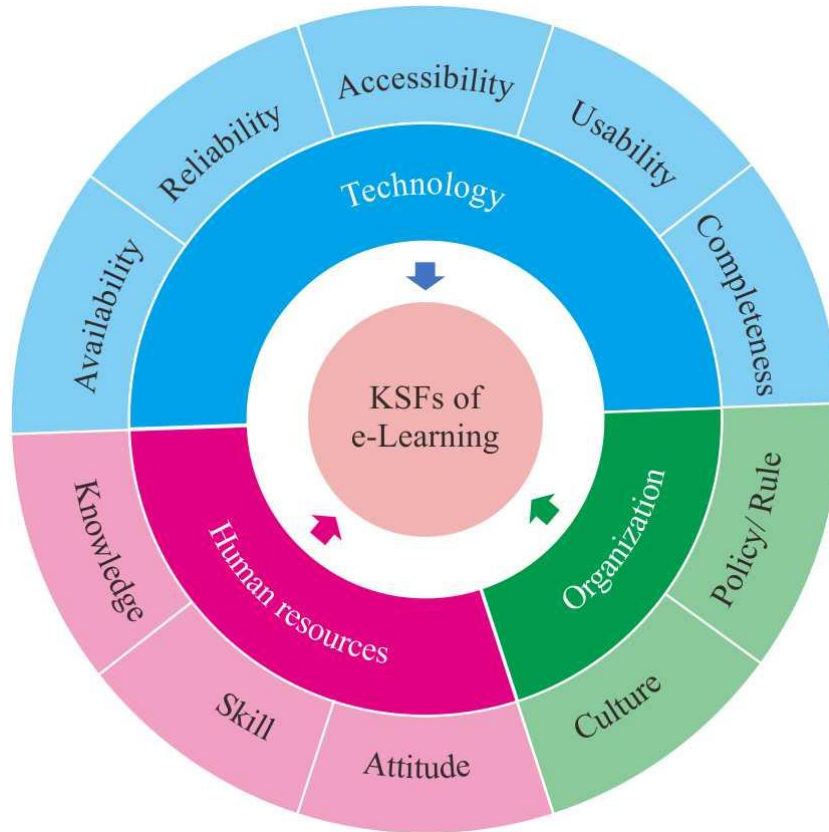 Accessibility
Usability
Completeness
Policy/ Rule
Culture
Attitude
Skill
Knowledge
Availability
Reliability
Technology
Organization
Human resources
KSFs of
e-Learning